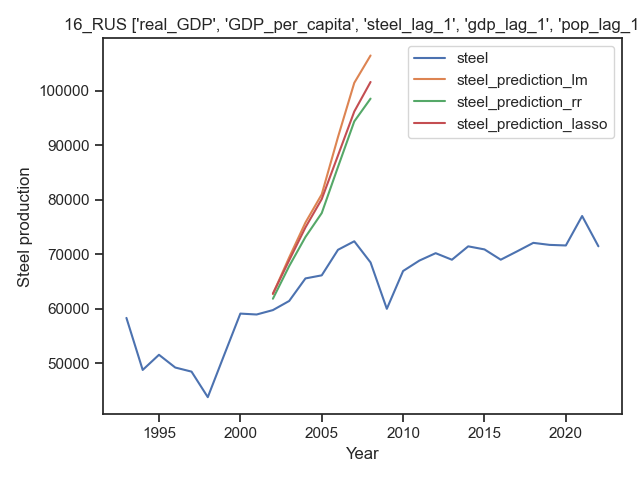 16_RUS ['real_GDP', 'GDP_per_capita', 'steel_lag_1', 'gdp_lag_1', 'pop_lag_1
steel
steel_prediction_lm
steel_prediction_rr
steel_prediction_lasso
Steel production
100000
90000
80000
70000
60000
50000
1995 2000 2005 2010 2015 2020
Year